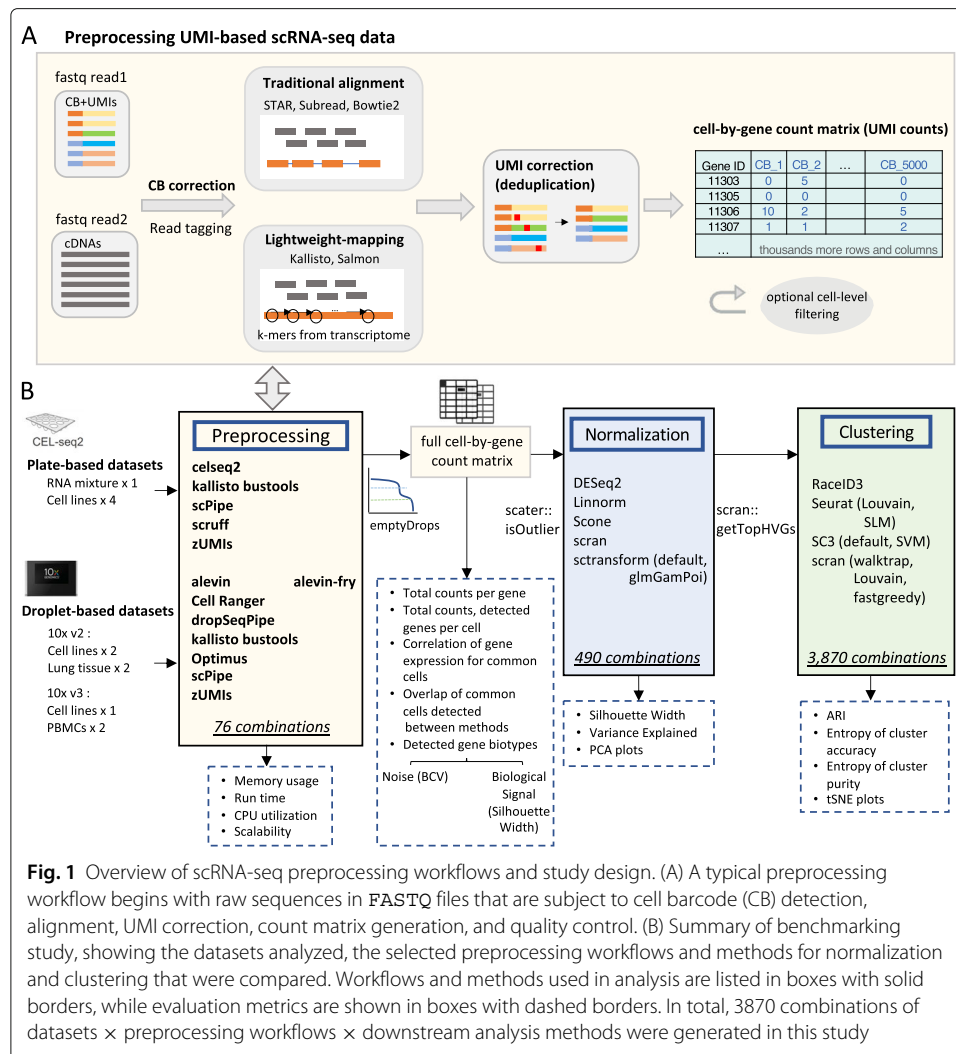 A
Preprocessing UMI-based scRNA-seq data
fastq read1
CB+UMIs
fastq read2
cDNAs
CB correction
Read tagging
Traditional alignment
STAR, Subread, Bowtie2
Lightweight-mapping
Kallisto, Salmon
...
k-mers from transcriptome
UMI correction
(deduplication)
cell-by-gene count matrix (UMI counts)
Gene ID CB_1 CB_2 ... CB_5000
11303 0 5 0
11305 0 0 0
11306 10 2 5
11307 1 1 2
... thousands more rows and columns
optional cell-level
filtering
B
CEL-seq2
Plate-based datasets
RNA mixture x 1
Cell lines x 4
10x
Droplet-based datasets
10x v2 :
Cell lines x 2
Lung tissue x 2
10x v3 :
Cell lines x 1
PBMCs x 2
Preprocessing
celseq2
kallisto bustools
scPipe
scruff
zUMIs
alevin alevin-fry
Cell Ranger
dropSeqPipe
kallisto bustools
Optimus
scPipe
zUMIs
76 combinations
• Memory usage
• Run time
• CPU utilization
• Scalability
emptyDrops
full cell-by-gene
count matrix
• Total counts per gene
• Total counts, detected
genes per cell
• Correlation of gene
expression for common
cells
• Overlap of common
cells detected
between methods
• Detected gene biotypes
Noise (BCV)
Biological
Signal
(Silhouette
Width)
scater::
isOutlier
Normalization
DESeq2
Linnorm
Scone
scran
sctransform (default,
glmGamPoi)
490 combinations
• Silhouette Width
• Variance Explained
• PCA plots
scran::
getTopHVGs
Clustering
RaceID3
Seurat (Louvain,
SLM)
SC3 (default, SVM)
scran (walktrap,
Louvain,
fastgreedy)
3,870 combinations
• ARI
• Entropy of cluster
accuracy
• Entropy of cluster
purity
• tSNE plots
Fig. 1 Overview of scRNA-seq preprocessing workflows and study design. (A) A typical preprocessing
workflow begins with raw sequences in FASTQ files that are subject to cell barcode (CB) detection,
alignment, UMI correction, count matrix generation, and quality control. (B) Summary of benchmarking
study, showing the datasets analyzed, the selected preprocessing workflows and methods for normalization
and clustering that were compared. Workflows and methods used in analysis are listed in boxes with solid
borders, while evaluation metrics are shown in boxes with dashed borders. In total, 3870 combinations of
datasets × preprocessing workflows × downstream analysis methods were generated in this study